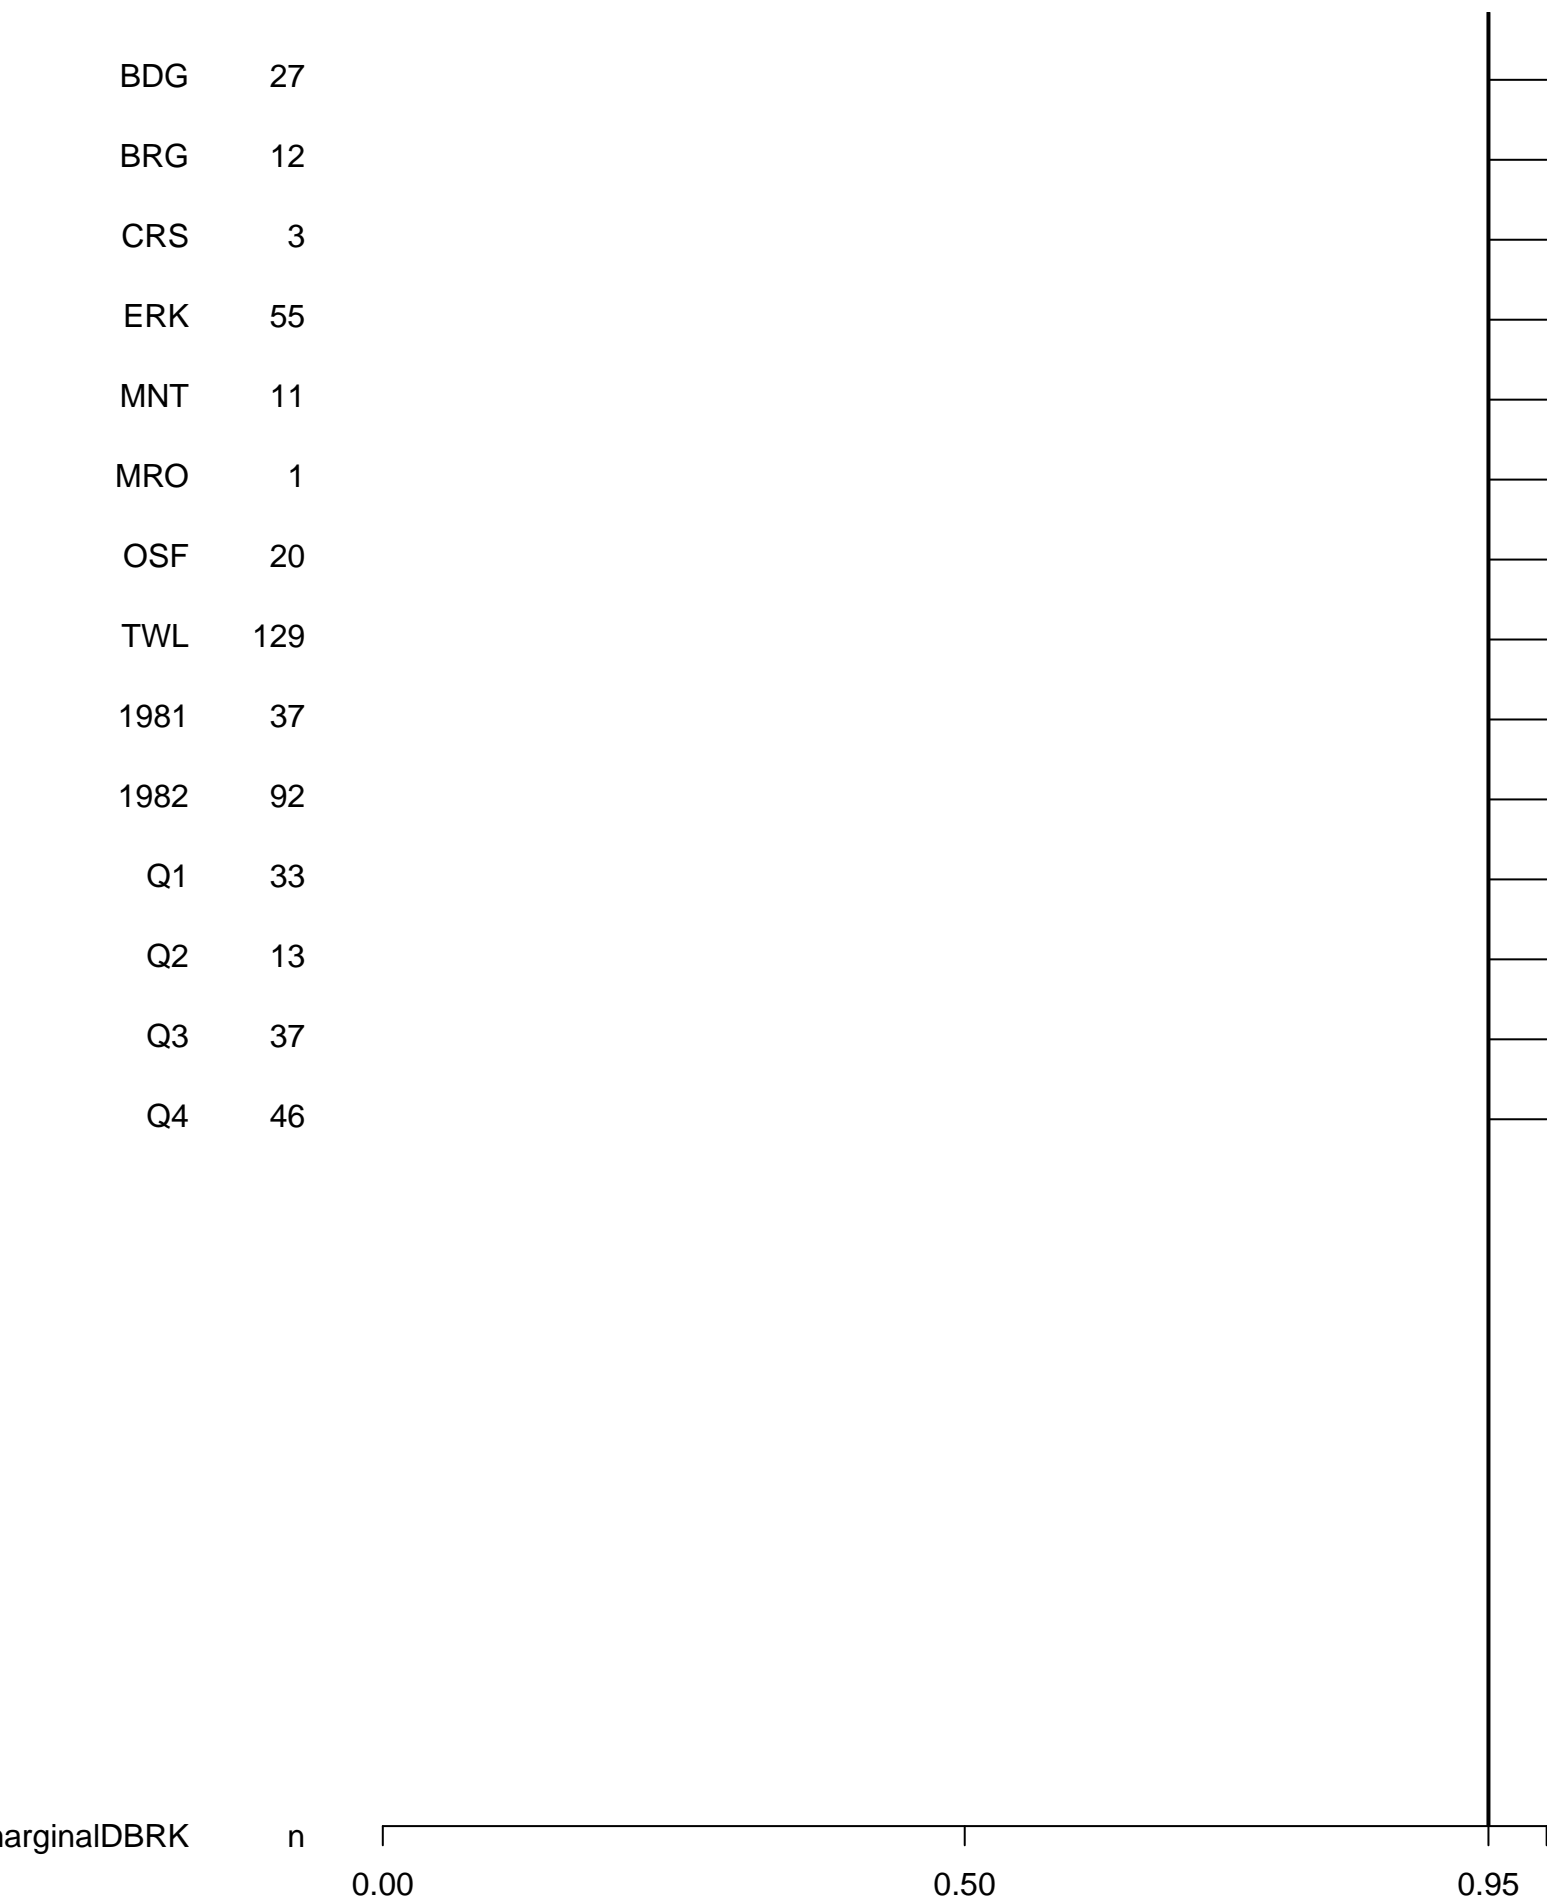 BDG 27
BRG 12
CRS 3
ERK 55
MNT 11
MRO 1
OSF 20
TWL 129
1981 37
1982 92
Q1 33
Q2 13
Q3 37
Q4 46
arginalDBRK n
0.00 0.50 0.95